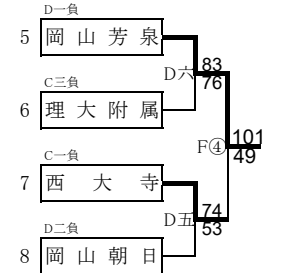 D一負
5 岡山芳泉
D六 83
76
C三負
6 理大附属
F④ 101
49
C一負
7 西大寺
D五 74
53
D二負
8 岡山朝日